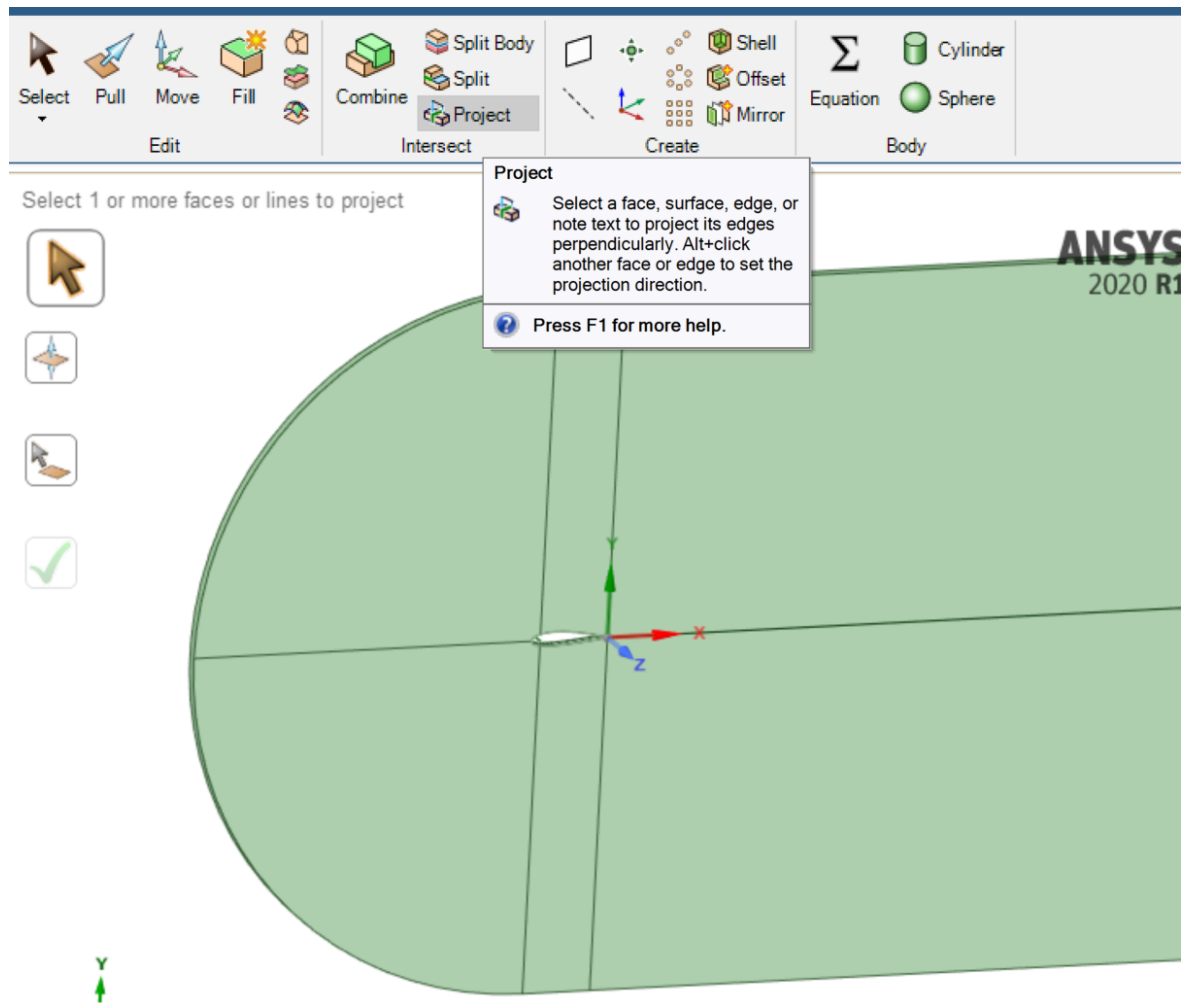 Select
Pull
Move
Fill
Combine
Split Body
Split
Project
Shell
Offset
Mirror
Equation
Cylinder
Sphere
Edit
Intersect
Create
Body
Select 1 or more faces or lines to project
Project
Select a face, surface, edge, or
note text to project its edges
perpendicularly. Alt+click
another face or edge to set the
projection direction.
Press F1 for more help.
ANSYS
2020 R1
Y
X
Z
Y